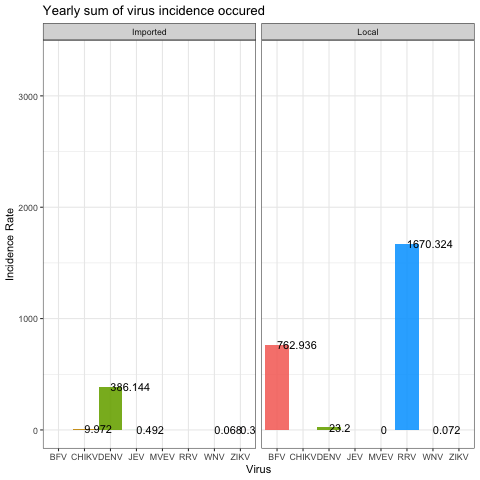 Yearly sum of virus incidence occured
Imported
Local
3000
2000
1000
0
Incidence Rate
9.972
386.144
0.492
0.068
0.3
762.936
23.2
0
1670.324
0.072
BFV CHIKV DENV JEV MVEV RRV WNV ZIKV
BFV CHIKV DENV JEV MVEV RRV WNV ZIKV
Virus